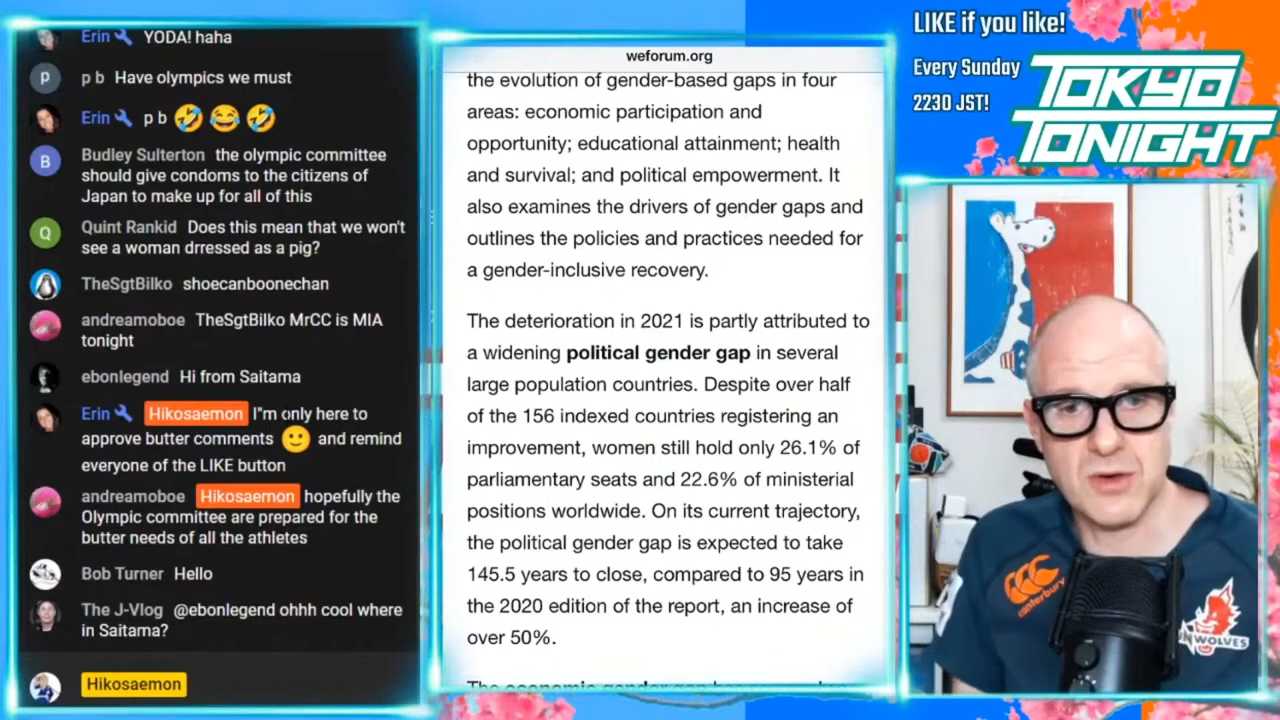 Erin YODA! haha
p b Have olympics we must
Erin p b 🤣😂🤣
Budley Sulterton the olympic committee
should give condoms to the citizens of
Japan to make up for all of this
Quint Rankid Does this mean that we won't
see a woman drressed as a pig?
TheSgtBilko shoecanboonechan
andreamoboe TheSgtBilko MrCC is MIA
tonight
ebonlegend Hi from Saitama
Erin Hikosaemon I"m only here to
approve butter comments 🙂 and remind
everyone of the LIKE button
andreamoboe Hikosaemon hopefully the
Olympic committee are prepared for the
butter needs of all the athletes
Bob Turner Hello
The J-Vlog @ebonlegend ohhh cool where
in Saitama?
Hikosaemon
P
B
Q
weforum.org
the evolution of gender-based gaps in four
areas: economic participation and
opportunity; educational attainment; health
and survival; and political empowerment. It
also examines the drivers of gender gaps and
outlines the policies and practices needed for
a gender-inclusive recovery.
The deterioration in 2021 is partly attributed to
a widening political gender gap in several
large population countries. Despite over half
of the 156 indexed countries registering an
improvement, women still hold only 26.1% of
parliamentary seats and 22.6% of ministerial
positions worldwide. On its current trajectory,
the political gender gap is expected to take
145.5 years to close, compared to 95 years in
the 2020 edition of the report, an increase of
over 50%.
LIKE if you like!
Every Sunday
2230 JST!
TOKYO
TONIGHT
canterbury
WOLVES